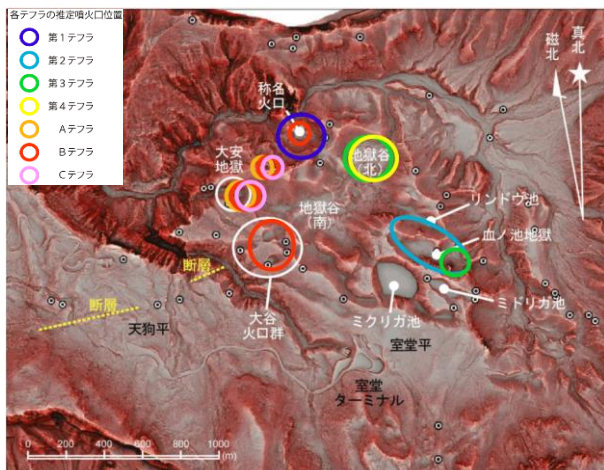 各テフラの推定噴火口位置
第1テフラ
第2テフラ
第3テフラ
第4テフラ
Aテフラ
Bテフラ
Cテフラ
真北
磁北
称名
火口
大安
地獄
地獄谷
(北)
地獄谷
(南)
リンドウ池
血ノ池地獄
ミドリガ池
ミクリガ池
断層
断層
大谷
火口群
天狗平
室堂平
室堂
ターミナル
0 200 400 600 800 1000
(m)